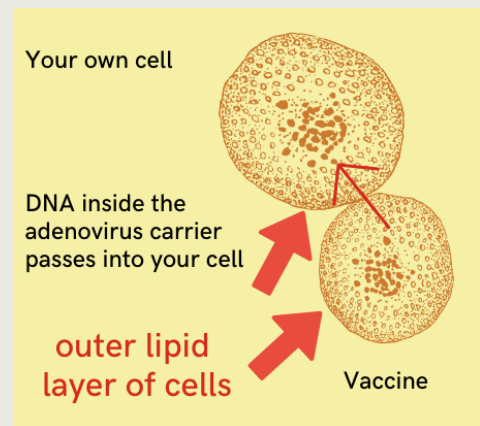 Your own cell
DNA inside the
adenovirus carrier
passes into your cell
outer lipid
layer of cells
Vaccine